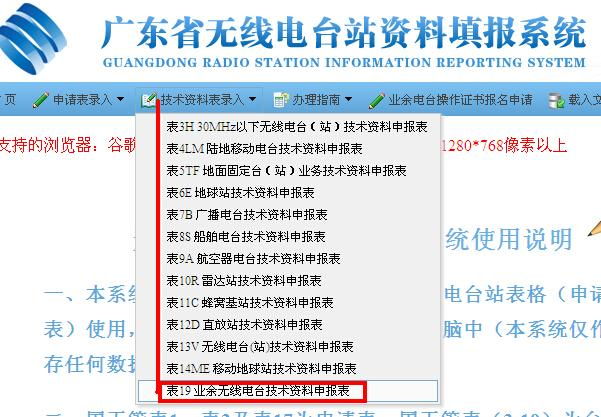 广东省无线电台站资料填报系统
GUANGDONG RADIO STATION INFORMATION REPORTING SYSTEM
页 申请表录入 技术资料表录入 办理指南 业余电台操作证书报名申请 载入文
支持的浏览器：谷歌 1280*768像素以上
表3H 30MHz以下无线电台（站）技术资料申报表
表4LM 陆地移动电台技术资料申报表
表5TF 地面固定台（站）业务技术资料申报表
表6E 地球站技术资料申报表
表7B 广播电台技术资料申报表
表8S 船舶电台技术资料申报表
表9A 航空器电台技术资料申报表
表10R 雷达站技术资料申报表
表11C 蜂窝基站技术资料申报表
表12D 直放站技术资料申报表
表13V 无线电台(站)技术资料申报表
表14ME 移动地球站技术资料申报表
表19 业余无线电台技术资料申报表
统使用说明
一、本系统 电台站表格（申请
表）使用， 脑中（本系统仅作
存任何数据